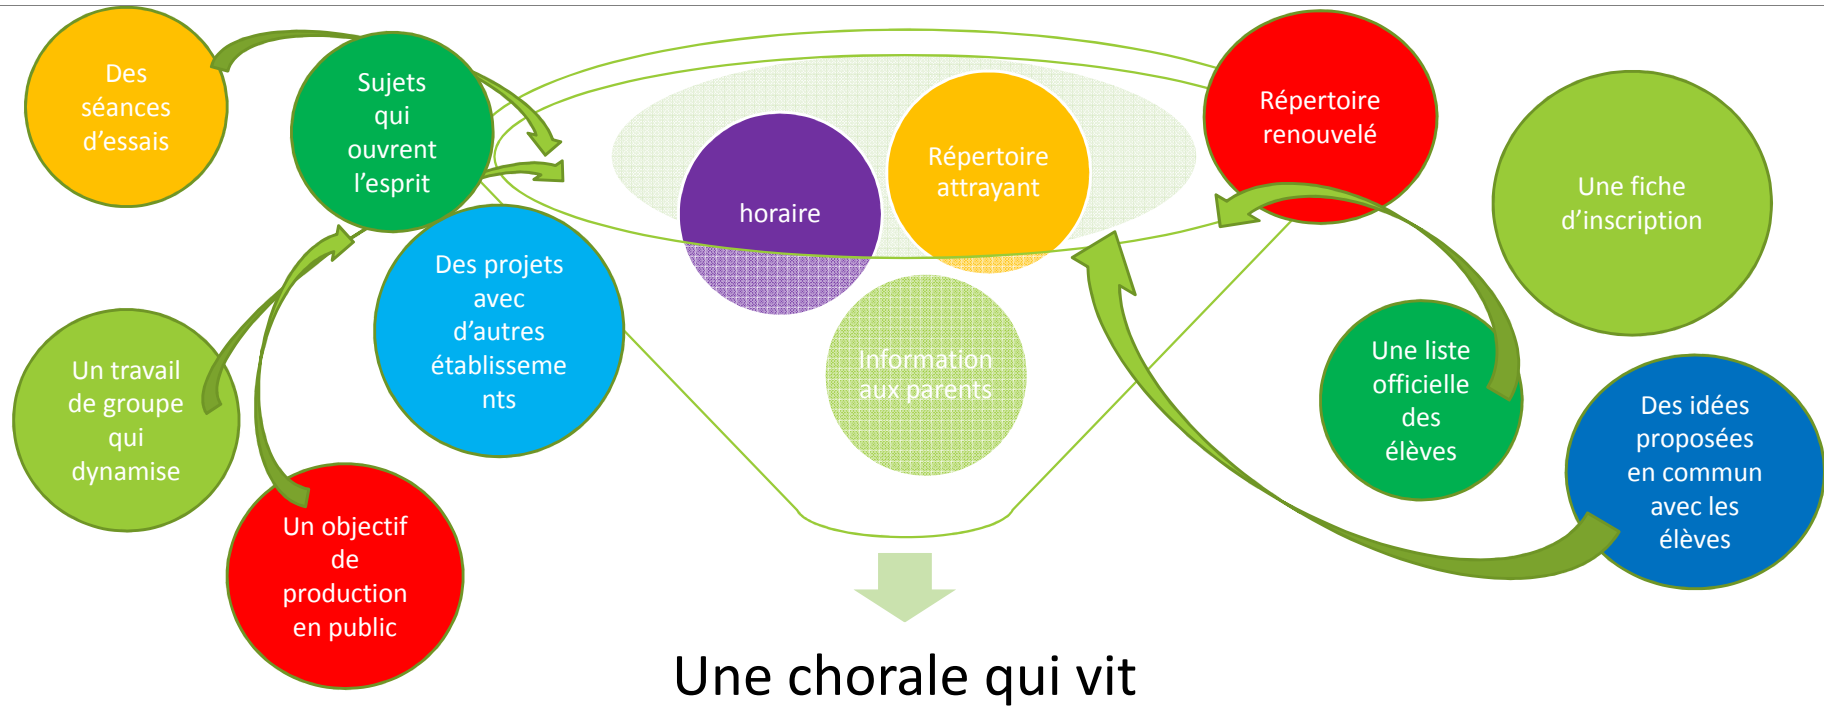 Des
séances
d’essais
Sujets
qui
ouvrent
l’esprit
Répertoire
attrayant
horaire
Répertoire
renouvelé
Une fiche
d’inscription
Des projets
avec
d’autres
établisseme
nts
Information
aux parents
Un travail
de groupe
qui
dynamise
Une liste
officielle
des
élèves
Des idées
proposées
en commun
avec les
élèves
Un objectif
de
production
en public
Une chorale qui vit